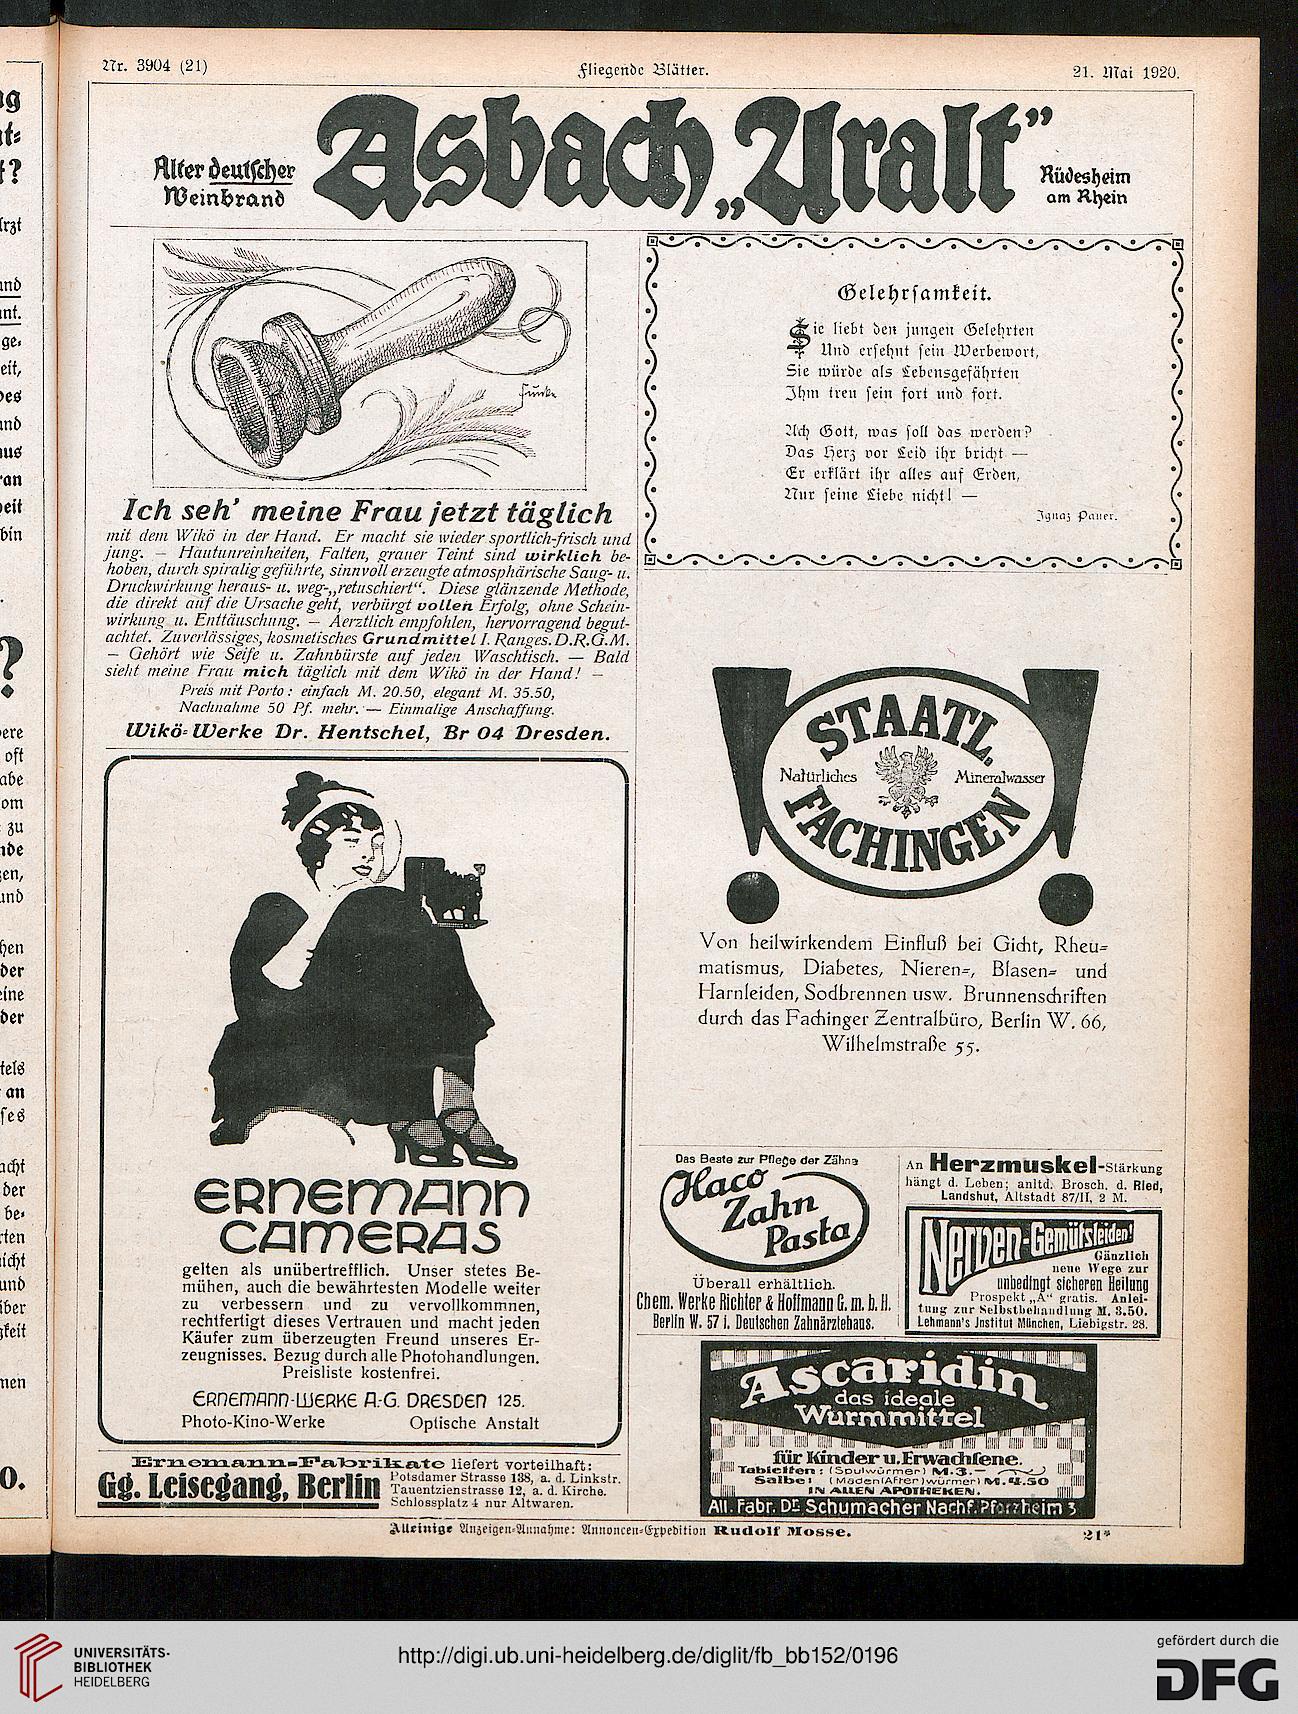 Nr. 3904 (21)
Fliegende Blätter.
21. Mai 1920.
Alter deutscher
Weinbrand
Asbach „Uralt”
Rüdesheim
am Rhein
Ich seh’ meine Frau jetzt täglich
mit dem Wikö in der Hand. Er macht sie wieder sportlich-frisch und
jung. — Hautunreinheiten, Falten, grauer Teint sind wirklich be-
hoben, durch spiralig geführte, sinnvoll erzeugte atmosphärische Saug- u.
Druckwirkung heraus- u. weg-„retuschiert“. Diese glänzende Methode,
die direkt auf die Ursache geht, verbürgt vollen Erfolg, ohne Schein-
wirkung u. Enttäuschung. — Aerztlich empfohlen, hervorragend begut-
achtet. Zuverlässiges, kosmetisches Grundmittel I. Ranges. D.R.G.M.
— Gehört wie Seife u. Zahnbürste auf jeden Waschtisch. — Bald
sieht meine Frau mich täglich mit dem Wikö in der Hand! —
Preis mit Porto: einfach M. 20.50, elegant M. 35.50,
Nachnahme 50 Pf. mehr. — Einmalige Anschaffung.
Wikö-Werke Dr. Hentschel, Br 04 Dresden.
Gelehrsamkeit.
Sie liebt den jungen Gelehrten
Und ersehnt sein Werbewort,
Sie würde als Lebensgefährten
Ihm treu sein fort und fort.
Ach Gott, was soll das werden?
Das Herz vor Leid ihr bricht —
Er erklärt ihr alles auf Erden,
Nur seine Liebe nicht! —
Ignaz Pauer.
STAATL.
Natürliches Mineralwasser
FACHINGEN
Von heilwirkendem Einfluß bei Gicht, Rheu-
matismus, Diabetes, Nieren-, Blasen- und
Harnleiden, Sodbrennen usw. Brunnenschriften
durch das Fachinger Zentralbüro, Berlin W. 66,
Wilhelmstraße 55.
ERNEMANN
CAMERAS
gelten als unübertrefflich. Unser stetes Be-
mühen, auch die bewährtesten Modelle weiter
zu verbessern und zu vervollkommnen,
rechtfertigt dieses Vertrauen und macht jeden
Käufer zum überzeugten Freund unseres Er-
zeugnisses. Bezug durch alle Photohandlungen.
Preisliste kostenfrei.
ERNEMANN-WERKE A.-G. DRESDEN 125.
Photo-Kino-Werke Optische Anstalt
Ernemann-Fabrikate liefert vorteilhaft:
Gg. Leisegang, Berlin
Potsdamer Strasse 138, a. d. Linkstr.
Tauentzienstrasse 12, a. d. Kirche.
Schlossplatz 4 nur Altwaren.
Das Beste zur Pflege der Zähne
Haco
Zahn
Pasta
Überall erhältlich.
Chem. Werke Richter & Hoffmann G. m. b. H.
Berlin W. 57 i. Deutschen Zahnärztehaus.
An Herzmuskel-Stärkung
hängt d. Leben; anltd. Brosch. d. Ried,
Landshut, Altstadt 87/II, 2 M.
Nerven-Gemütsleiden!
Gänzlich
neue Wege zur
unbedingt sicheren Heilung
Prospekt „A“ gratis. Anlei-
tung zur Selbstbehandlung M. 3.50.
Lehmann's Institut München, Liebigstr. 28.
Ascaridin
das ideale
Wurmmittel
für Kinder u. Erwachsene.
Tabletten: (Spulwürmer) M. 3.—
Salbe: (Maden(After)würmer) M. 4.50
IN ALLEN APOTHEKEN.
All. Fabr. Dr. Schumacher Nachf. Pforzheim 3
Alleinige Anzeigen-Annahme: Annoncen-Expedition Rudolf Mosse.
21*
UNIVERSITÄTS-
BIBLIOTHEK
HEIDELBERG
http://digi.ub.uni-heidelberg.de/diglit/fb_bb152/0196
gefördert durch die
DFG